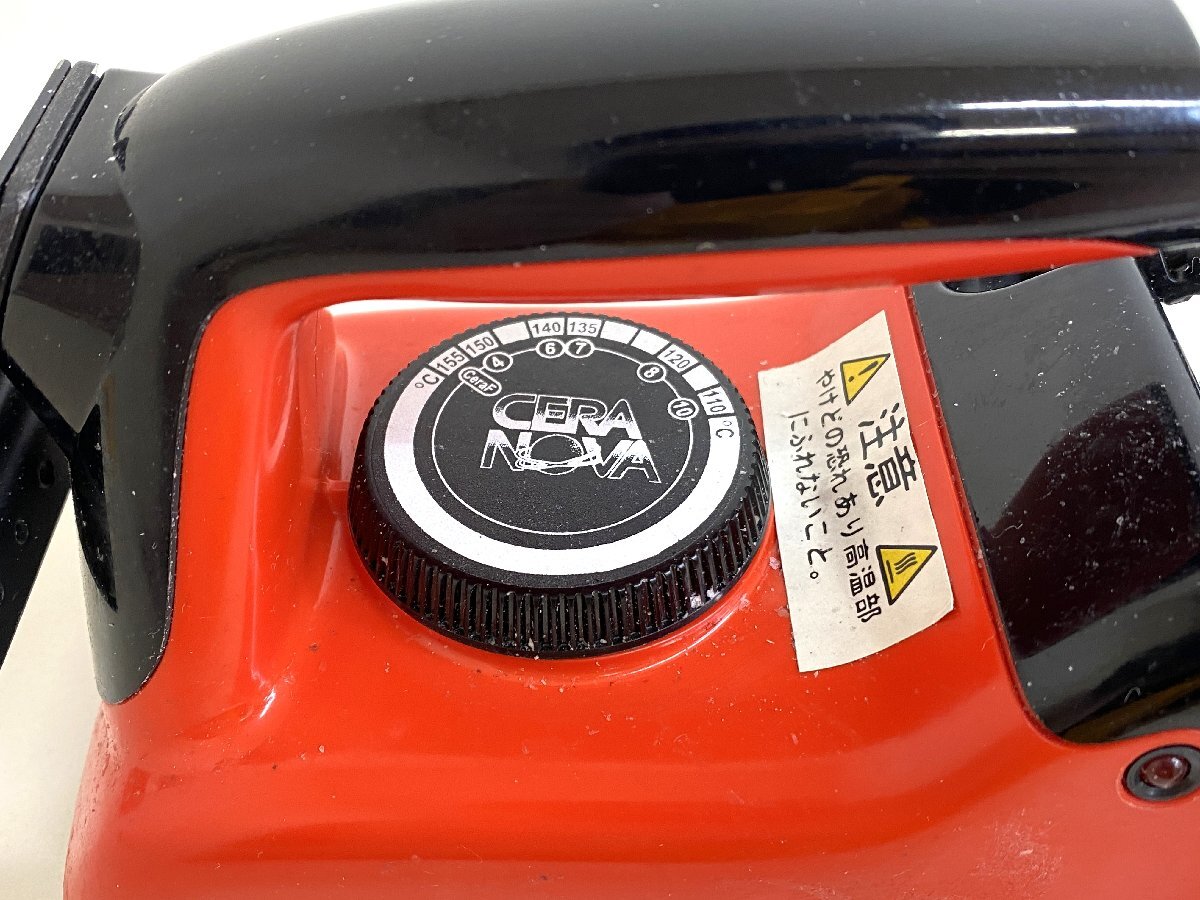 °C 155 150 140 135 120 110 °C
CeraF 4 6 7 8 10
CERA
NOVA
注意
やけどの恐れあり高温部
にふれないこと。